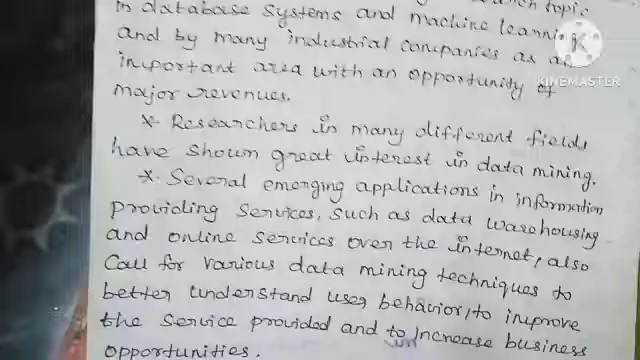 topic
in database systems and machine learning
and by many industrial companies as an
important area with an opportunity of
major revenues.
* Researchers in many different fields
have shown great interest in data mining.
* Several emerging applications in information
providing services, such as data warehousing
and online services over the internet, also
call for various data mining techniques to
better understand user behavior, to improve
the service provided and to increase business
opportunities.
KINEMASTER